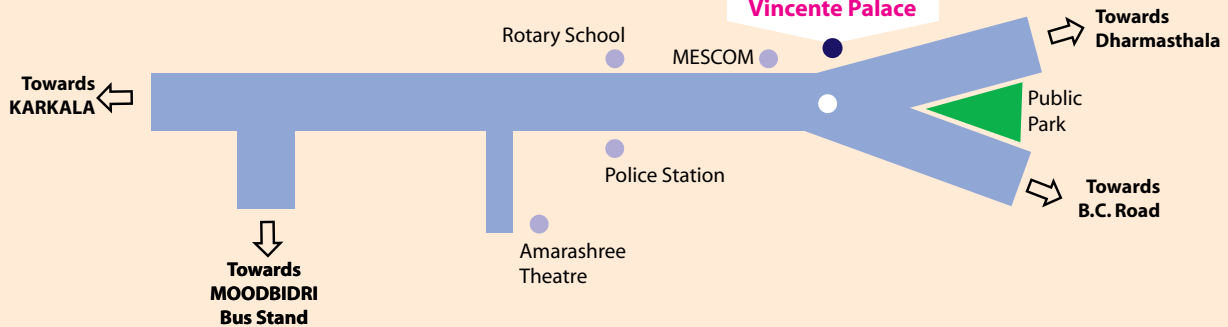 Vincente Palace
Towards
Dharmasthala
Rotary School
MESCOM
Towards
KARKALA
Public
Park
Police Station
Towards
B.C. Road
Amarashree
Theatre
Towards
MOODBIDRI
Bus Stand